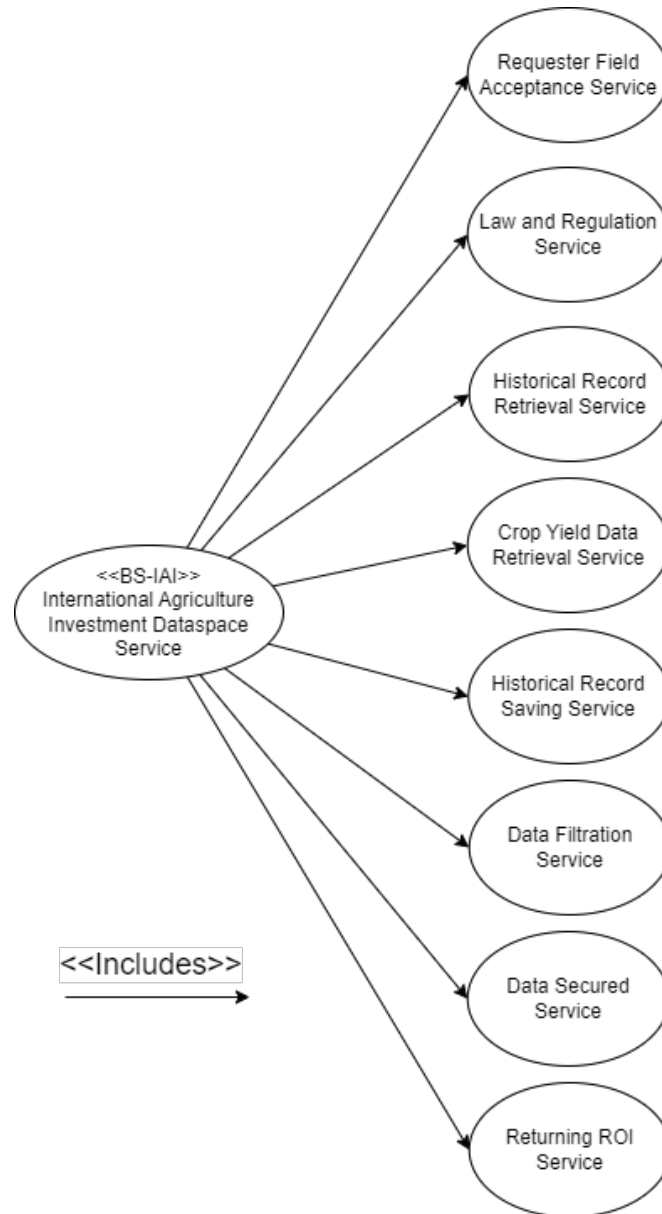 Requester Field
Acceptance Service
Law and Regulation
Service
Historical Record
Retrieval Service
Crop Yield Data
Retrieval Service
<<BS-IAI>>
International Agriculture
Investment Dataspace
Service
Historical Record
Saving Service
Data Filtration
Service
<<Includes>>
Data Secured
Service
Returning ROI
Service